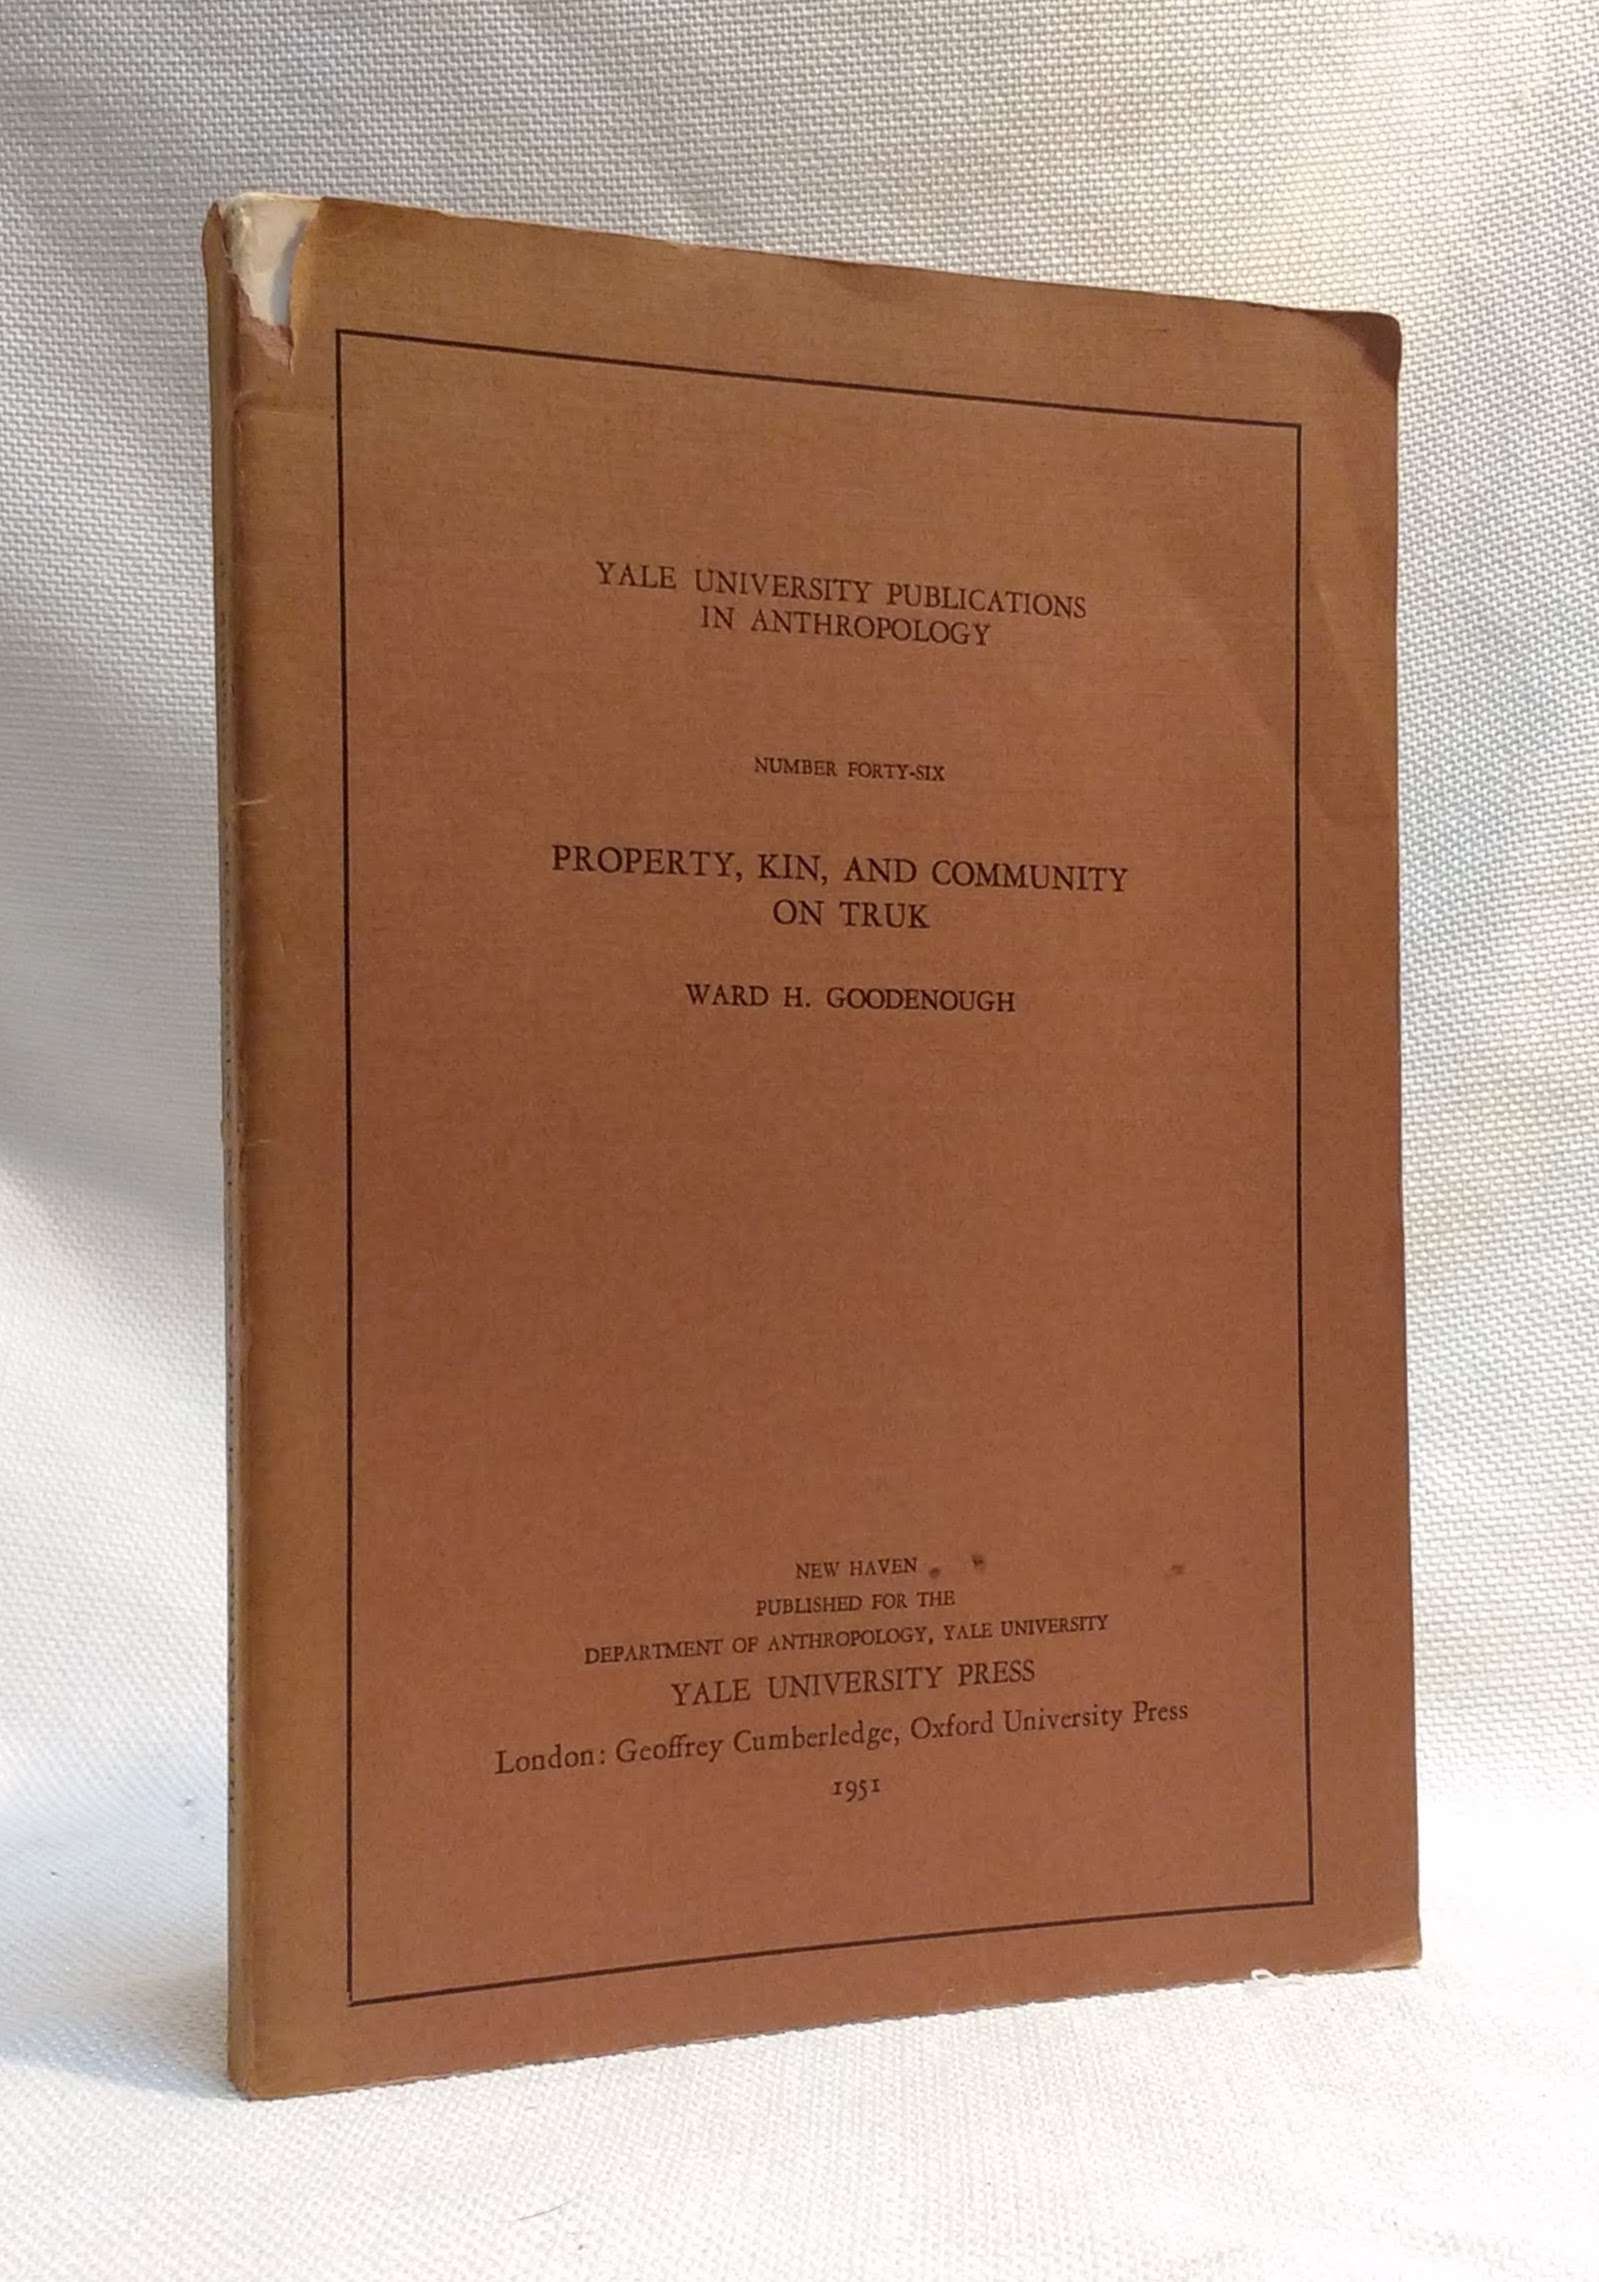 YALE UNIVERSITY PUBLICATIONS
IN ANTHROPOLOGY
NUMBER FORTY-SIX
PROPERTY, KIN, AND COMMUNITY
ON TRUK
WARD H. GOODENOUGH
NEW HAVEN
PUBLISHED FOR THE
DEPARTMENT OF ANTHROPOLOGY, YALE UNIVERSITY
YALE UNIVERSITY PRESS
London: Geoffrey Cumberledge, Oxford University Press
1951